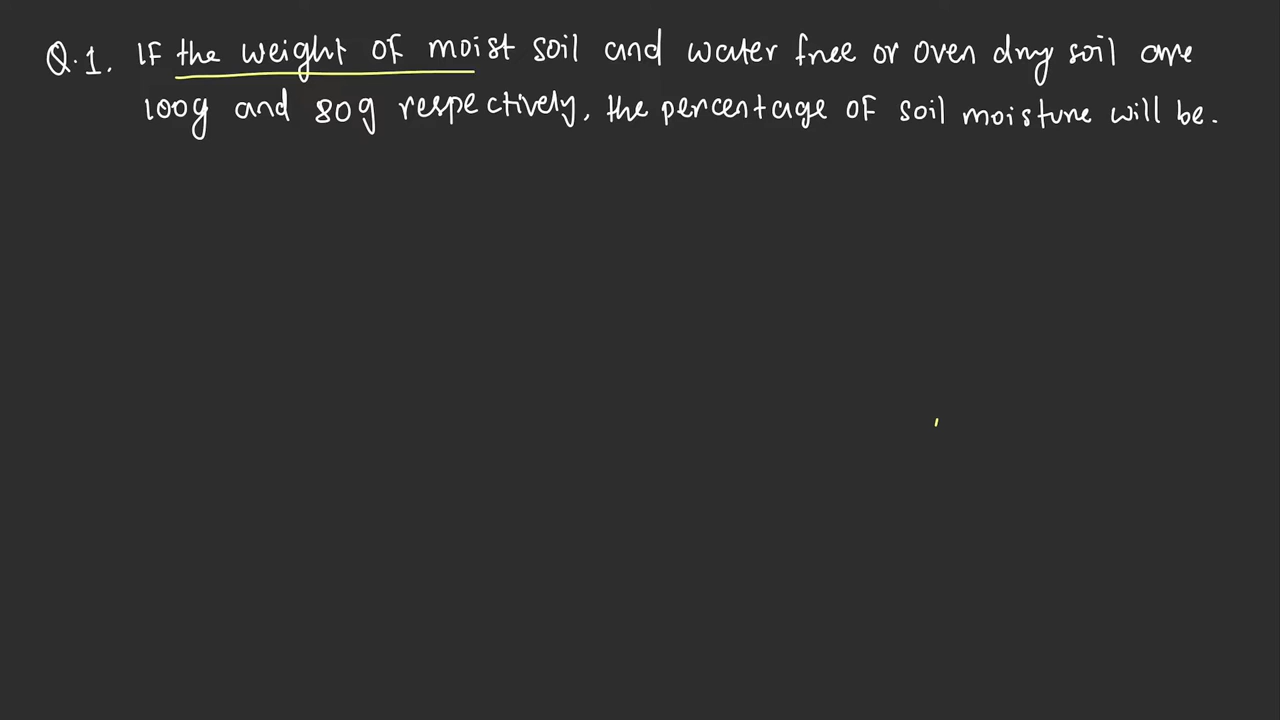 Q.1. If the weight of moist soil and water free or oven dry soil are
100g and 80g respectively, the percentage of soil moisture will be.